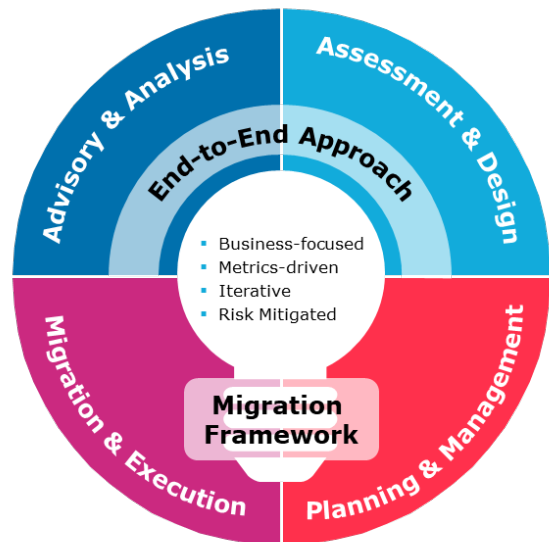 Advisory & Analysis
Assessment & Design
End-to-End Approach
▪ Business-focused
▪ Metrics-driven
▪ Iterative
▪ Risk Mitigated
Migration
Framework
Migration & Execution
Planning & Management